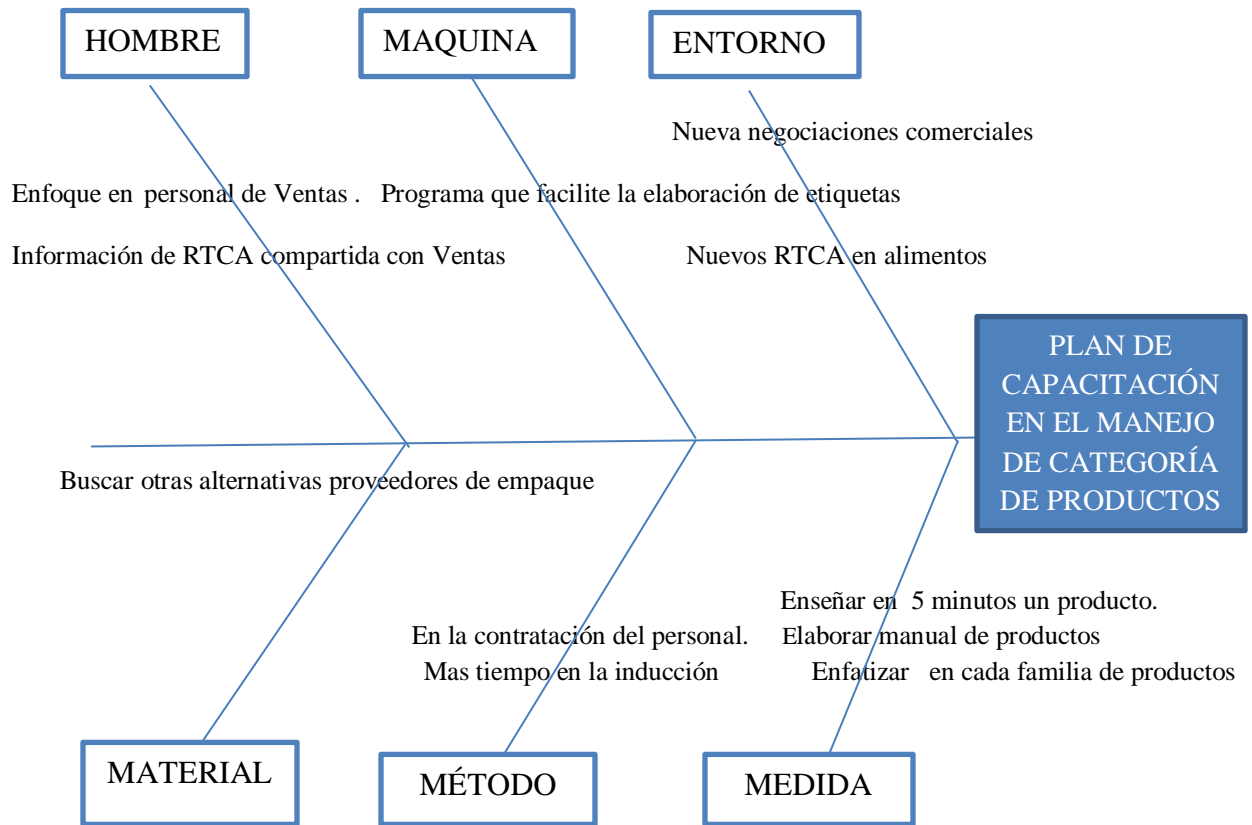 HOMBRE
MAQUINA
ENTORNO
Nueva negociaciones comerciales
Enfoque en personal de Ventas .
Programa que facilite la elaboración de etiquetas
Información de RTCA compartida con Ventas
Nuevos RTCA en alimentos
PLAN DE
CAPACITACIÓN
EN EL MANEJO
DE CATEGORÍA
DE PRODUCTOS
Buscar otras alternativas proveedores de empaque
En la contratación del personal.
Mas tiempo en la inducción
Enseñar en 5 minutos un producto.
Elaborar manual de productos
Enfatizar en cada familia de productos
MATERIAL
MÉTODO
MEDIDA